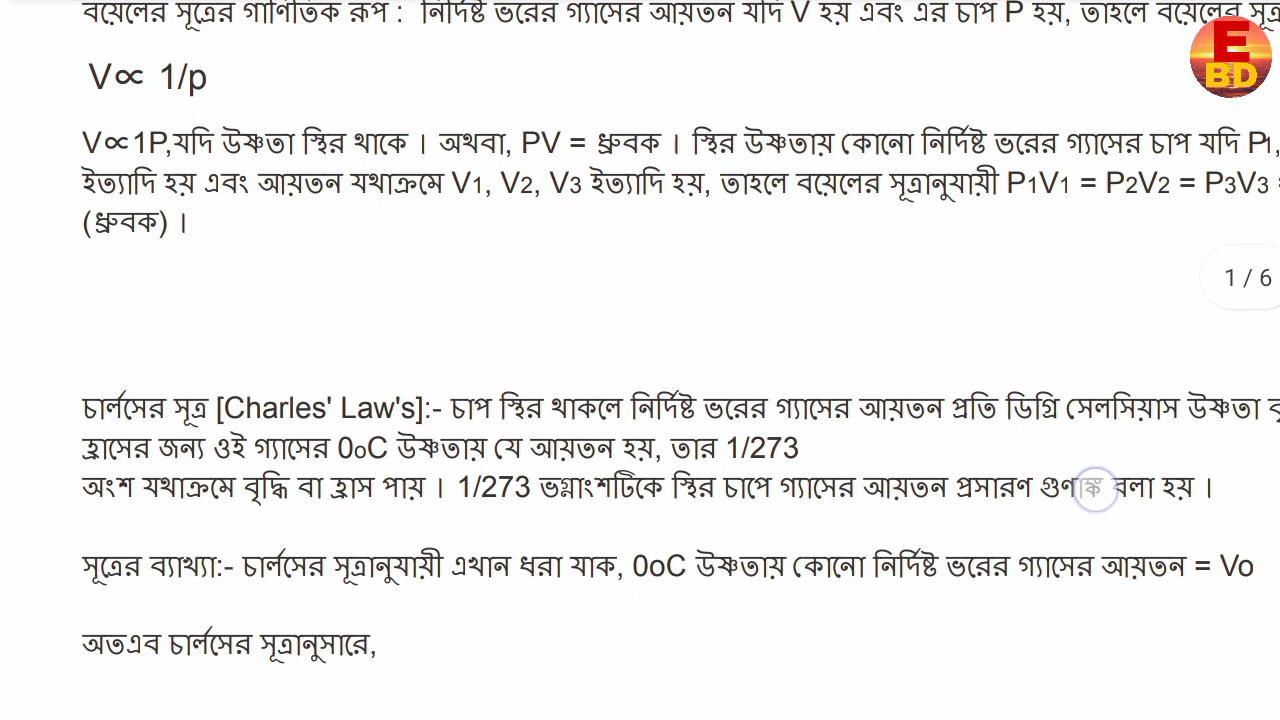 বয়েলের সূত্রের গাণিতিক রূপ : নির্দিষ্ট ভরের গ্যাসের আয়তন যদি V হয় এবং এর চাপ P হয়, তাহলে বয়েলের
E
BD
V∝ 1/p
V∝1P,যদি উষ্ণতা স্থির থাকে । অথবা, PV = ধ্রুবক । স্থির উষ্ণতায় কোনো নির্দিষ্ট ভরের গ্যাসের চাপ যদি P1,
ইত্যাদি হয় এবং আয়তন যথাক্রমে V1, V2, V3 ইত্যাদি হয়, তাহলে বয়েলের সূত্রানুযায়ী P1V1 = P2V2 = P3V3
(ধ্রুবক) ।
1 / 6
চার্লসের সূত্র [Charles' Law's]:- চাপ স্থির থাকলে নির্দিষ্ট ভরের গ্যাসের আয়তন প্রতি ডিগ্রি সেলসিয়াস উষ্ণতা
হ্রাসের জন্য ওই গ্যাসের 0oC উষ্ণতায় যে আয়তন হয়, তার 1/273
অংশ যথাক্রমে বৃদ্ধি বা হ্রাস পায় । 1/273 ভগ্নাংশটিকে স্থির চাপে গ্যাসের আয়তন প্রসারণ গুণাঙ্ক বলা হয় ।
সূত্রের ব্যাখ্যা:- চার্লসের সূত্রানুযায়ী এখান ধরা যাক, 0oC উষ্ণতায় কোনো নির্দিষ্ট ভরের গ্যাসের আয়তন = Vo
অতএব চার্লসের সূত্রানুসারে,